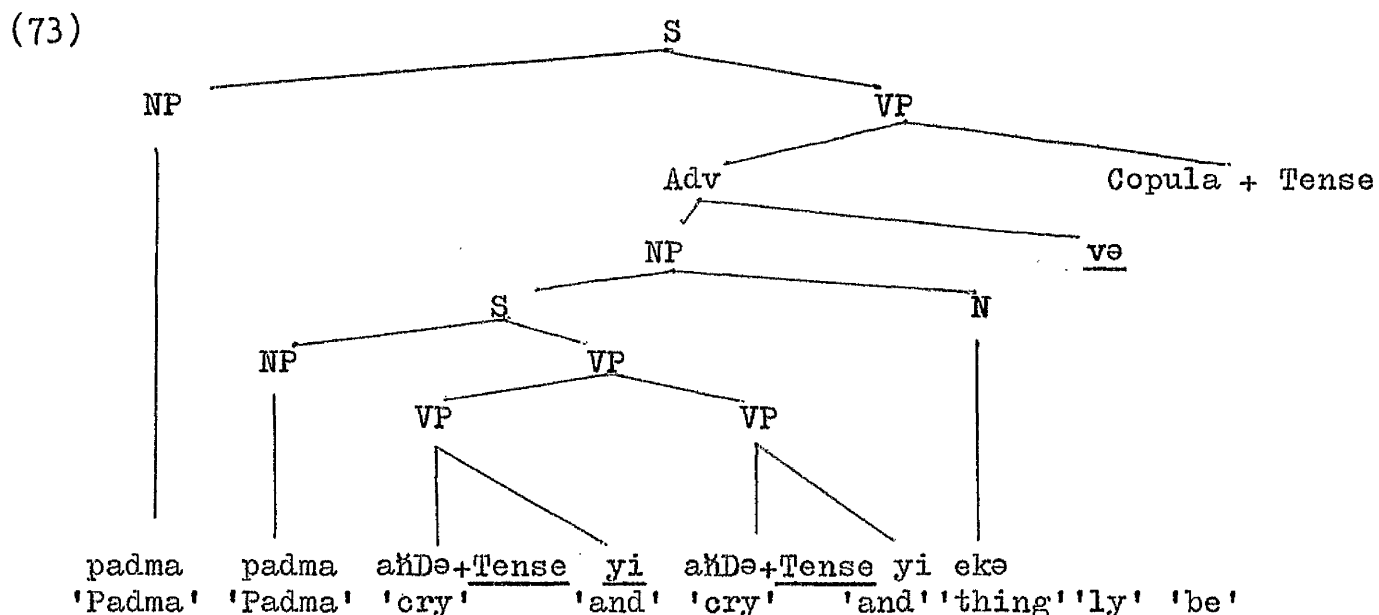 (73)
S
NP VP
Adv Copula + Tense
NP və
S N
NP VP
VP VP
padma padma aňDə+Tense yi aňDə+Tense yi ekə
'Padma' 'Padma' 'cry' 'and' 'cry' 'and' 'thing' 'ly' 'be'